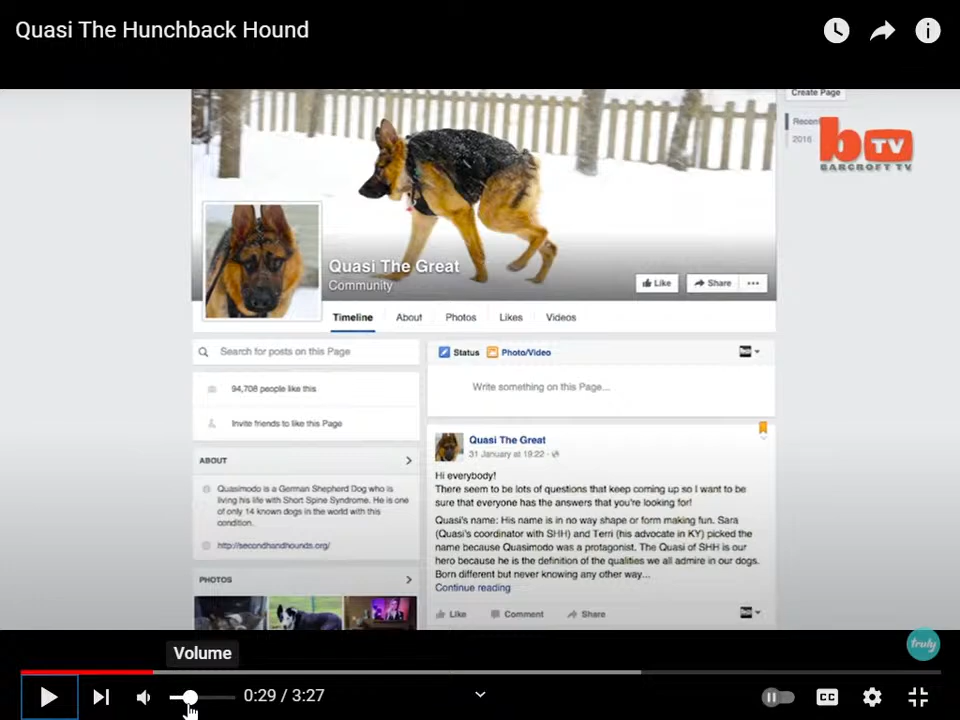 Quasi The Hunchback Hound
Create Page
Recen
2016
b TV
BARCROFT TV
Quasi The Great
Community
Like
Share
Timeline
About
Photos
Likes
Videos
Search for posts on this Page
Status
Photo/Video
94,708 people like this
Write something on this Page...
Invite friends to like this Page
ABOUT
Quasimodo is a German Shepherd Dog who is
living his life with Short Spine Syndrome. He is one
of only 14 known dogs in the world with this
condition.
http://secondhandhounds.org/
PHOTOS
Quasi The Great
31 January at 19:22
Hi everybody!
There seem to be lots of questions that keep coming up so I want to be
sure that everyone has the answers that you're looking for!
Quasi's name: His name is in no way shape or form making fun. Sara
(Quasi's coordinator with SHH) and Terri (his advocate in KY) picked the
name because Quasimodo was a protagonist. The Quasi of SHH is our
hero because he is the definition of the qualities we all admire in our dogs.
Born different but never knowing any other way...
Continue reading
Like
Comment
Share
truly
Volume
0:29 / 3:27
CC